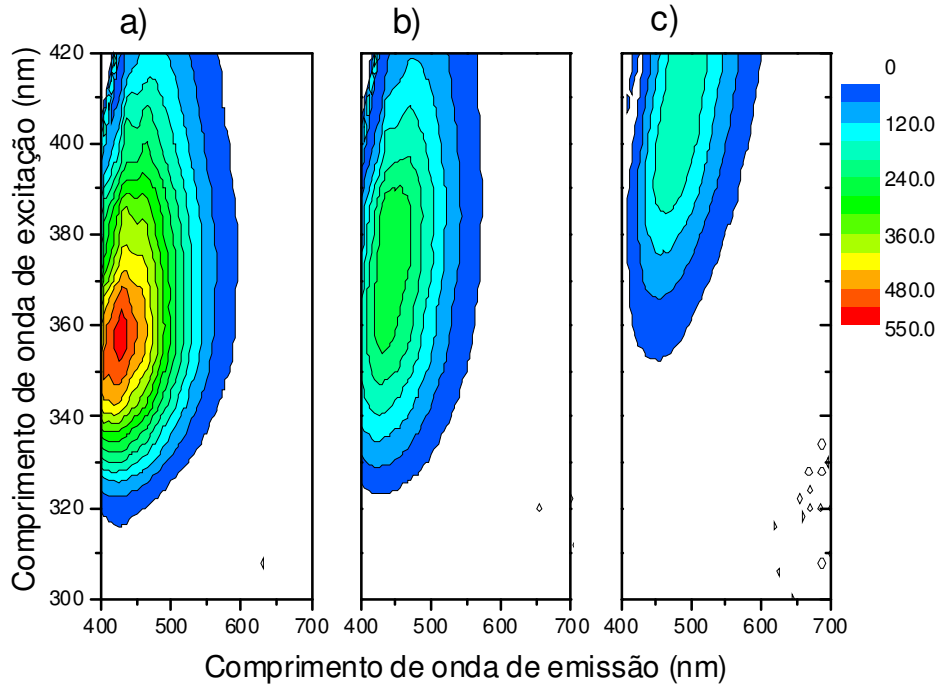 a)
b)
c)
Comprimento de onda de excitação (nm)
420
400
380
360
340
320
300
400 500 600 700
400 500 600 700
400 500 600 700
Comprimento de onda de emissão (nm)
0
120.0
240.0
360.0
480.0
550.0